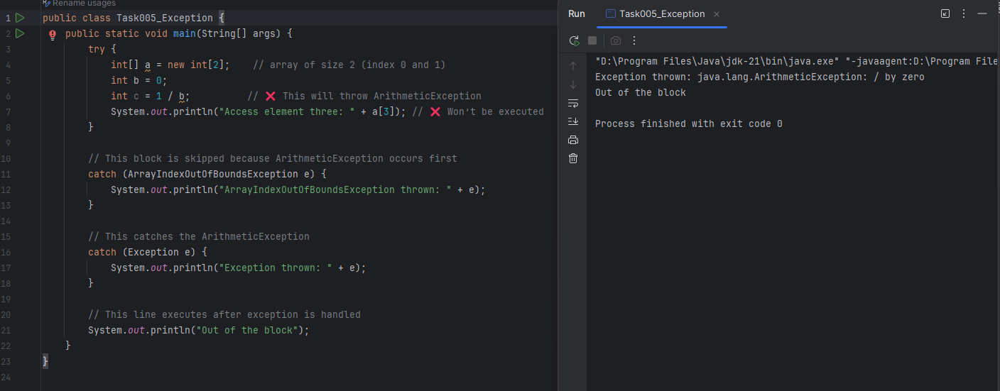 Rename usages
1 public class Task005_Exception {
2 public static void main(String[] args) {
3 try {
4 int[] a = new int[2];    // array of size 2 (index 0 and 1)
5 int b = 0;
6 int c = 1 / b;          // ❌ This will throw ArithmeticException
7 System.out.println("Access element three: " + a[3]); // ❌ Won't be executed
8 }
9
10 // This block is skipped because ArithmeticException occurs first
11 catch (ArrayIndexOutOfBoundsException e) {
12 System.out.println("ArrayIndexOutOfBoundsException thrown: " + e);
13 }
14
15 // This catches the ArithmeticException
16 catch (Exception e) {
17 System.out.println("Exception thrown: " + e);
18 }
19
20 // This line executes after exception is handled
21 System.out.println("Out of the block");
22 }
23 }
24
Run Task005_Exception
"D:\Program Files\Java\jdk-21\bin\java.exe" "-javaagent:D:\Program File
Exception thrown: java.lang.ArithmeticException: / by zero
Out of the block
Process finished with exit code 0